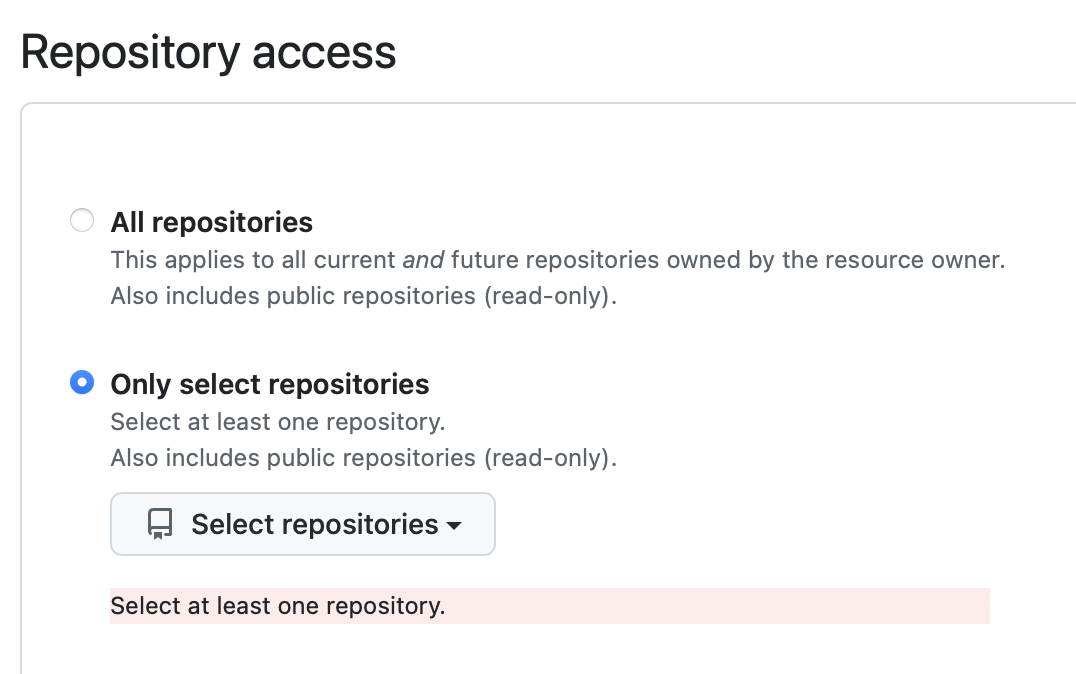 Repository access
All repositories
This applies to all current and future repositories owned by the resource owner.
Also includes public repositories (read-only).
Only select repositories
Select at least one repository.
Also includes public repositories (read-only).
Select repositories
Select at least one repository.